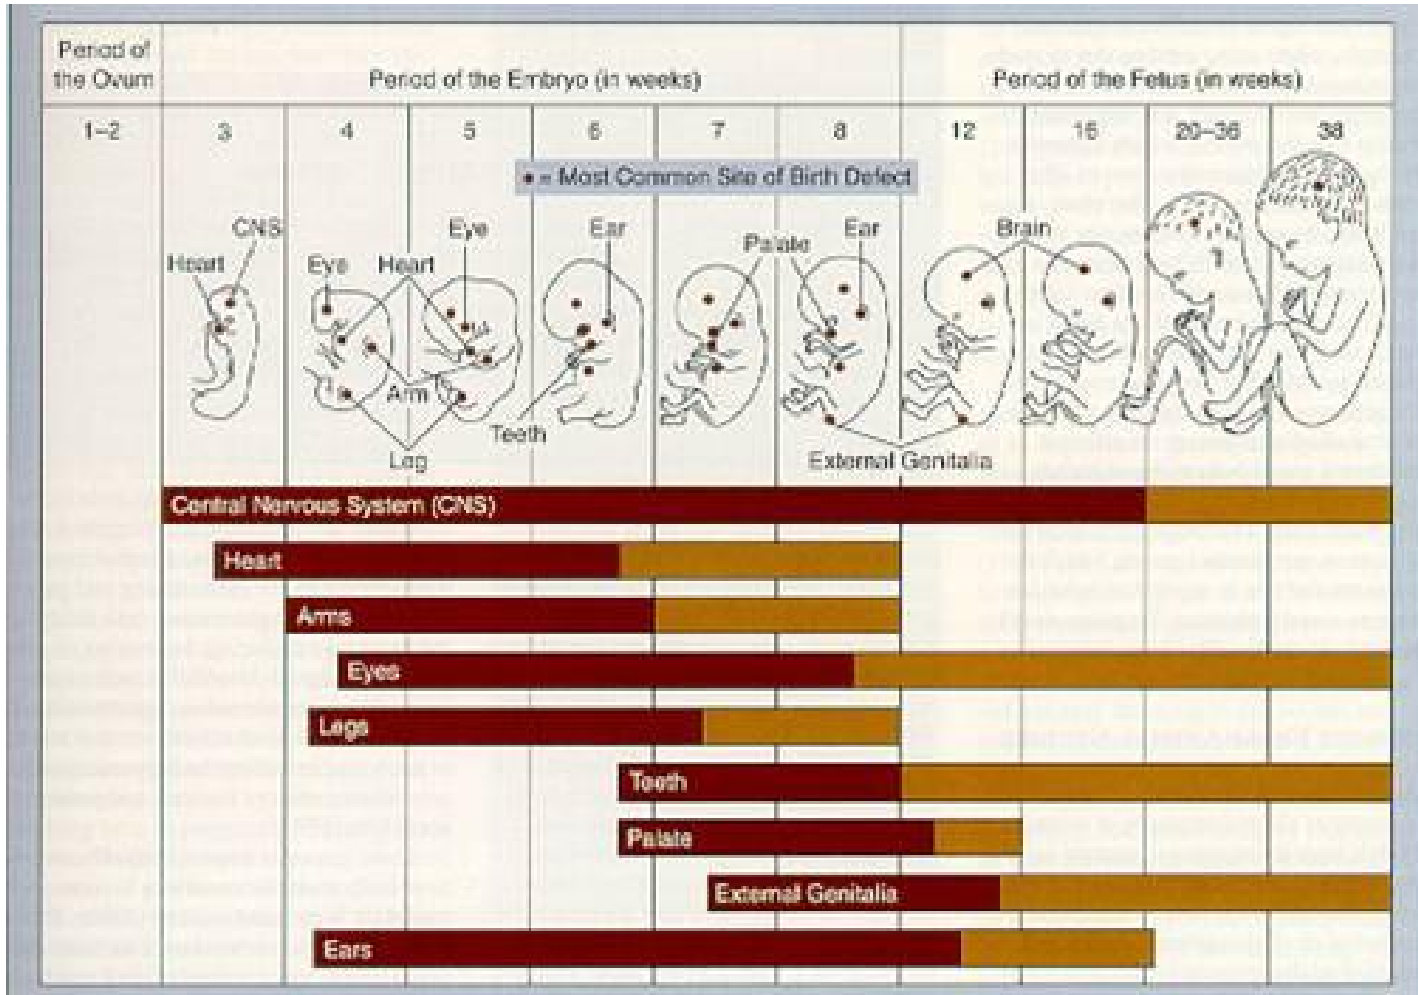 Period of
the Ovum
Period of the Embryo (in weeks)
Period of the Fetus (in weeks)
1–2
3
4
5
6
7
8
12
16
20–36
38
• = Most Common Site of Birth Defect
CNS
Heart
Eye
Heart
Eye
Ear
Palate
Ear
Brain
Arm
Teeth
Leg
External Genitalia
Central Nervous System (CNS)
Heart
Arms
Eyes
Legs
Teeth
Palate
External Genitalia
Ears